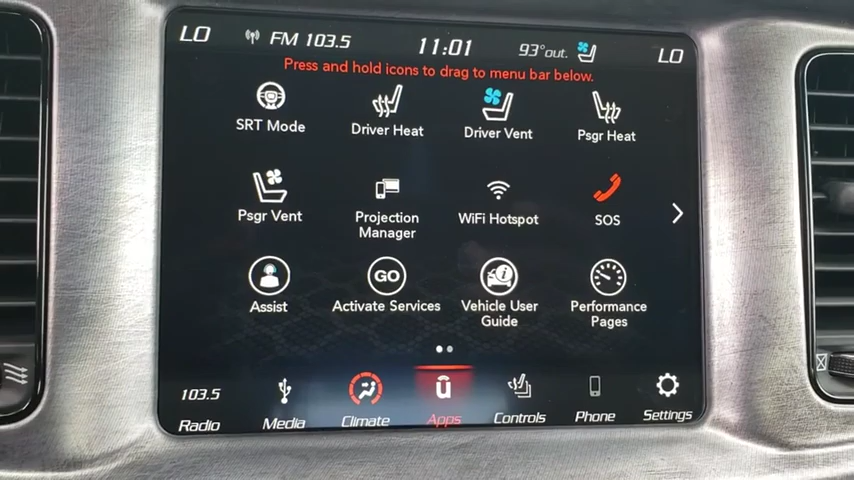 LO FM 103.5 11:01 93°out. LO
Press and hold icons to drag to menu bar below.
SRT Mode Driver Heat Driver Vent Psgr Heat
Psgr Vent Projection Manager WiFi Hotspot SOS
GO
Assist Activate Services Vehicle User Guide Performance Pages
103.5 ū
Radio Media Climate Apps Controls Phone Settings